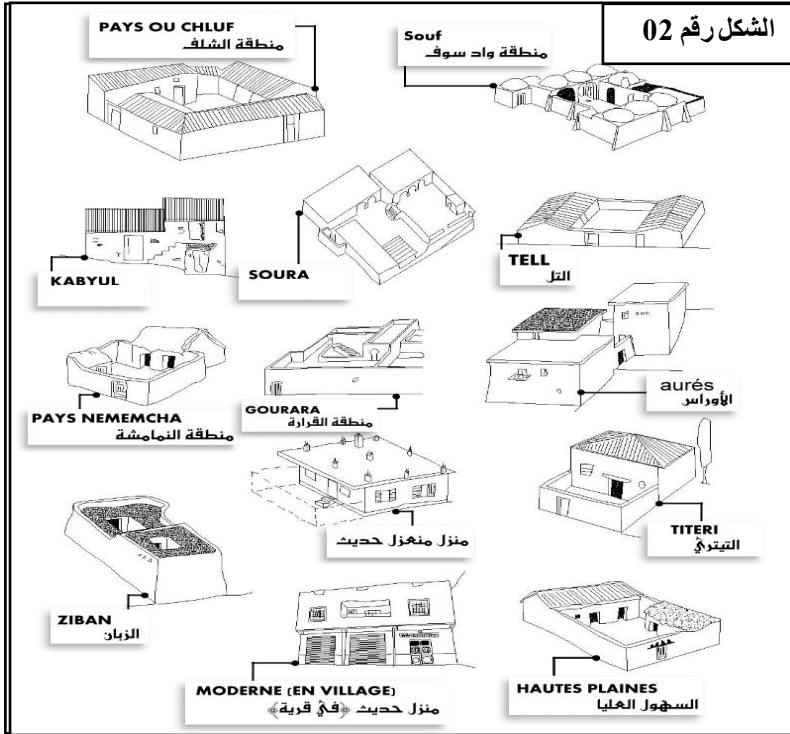 الشكل رقم 02
PAYS OU CHLUF
منطقة الشلف
Souf
منطقة واد سوف
KABYUL
SOURA
TELL
التل
PAYS NEMEMCHA
منطقة النمامشة
GOURARA
منطقة القرارة
aurés
الأوراس
منزل منعزل حديث
TITERI
التيتري
ZIBAN
الزبان
MODERNE (EN VILLAGE)
منزل حديث (في قرية)
HAUTES PLAINES
السهول العليا